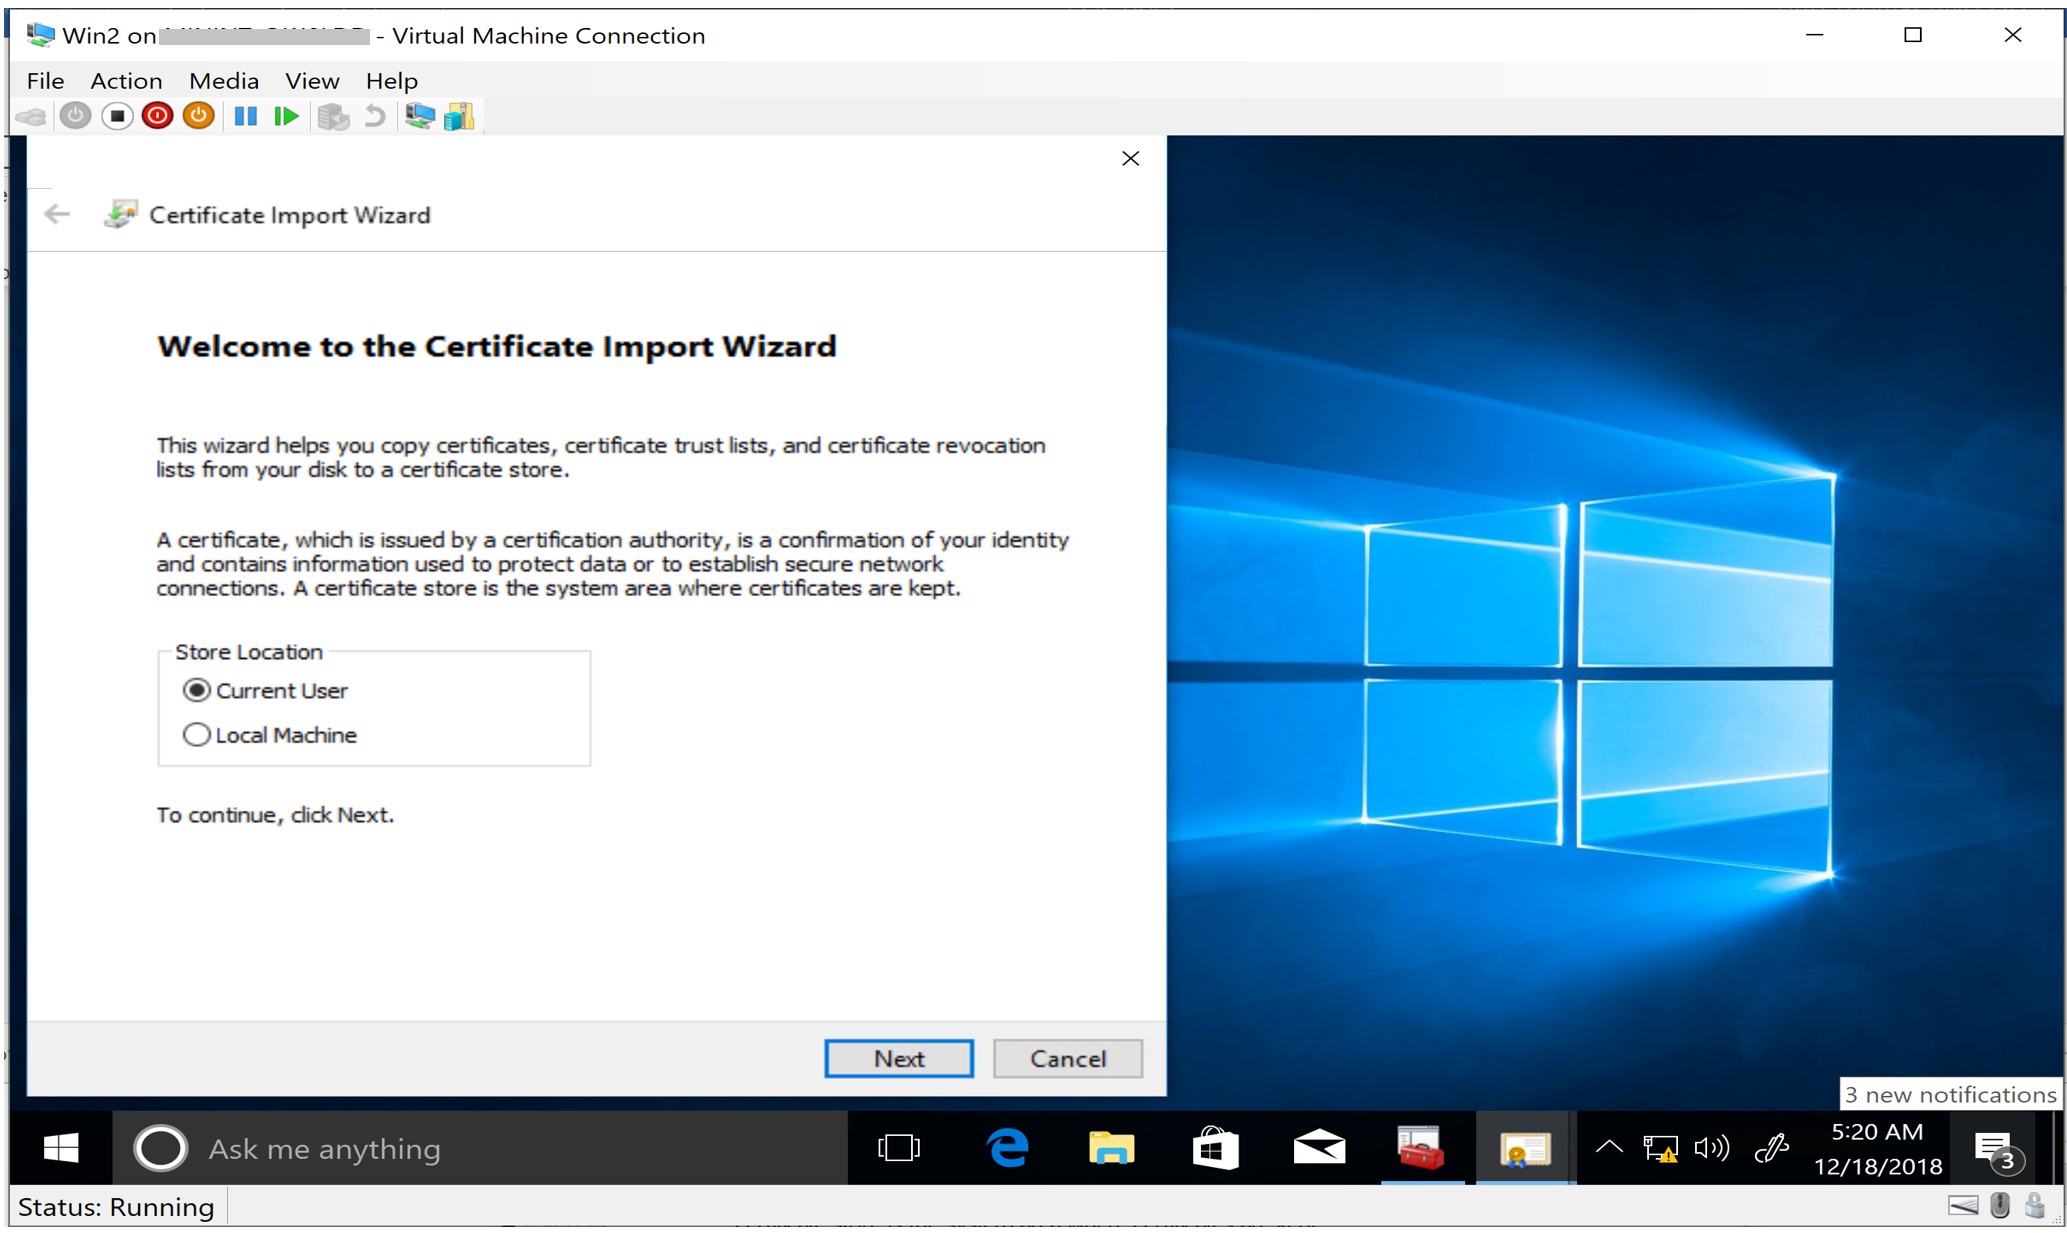 Win2 on
- Virtual Machine Connection
File Action Media View Help
Certificate Import Wizard
Welcome to the Certificate Import Wizard
This wizard helps you copy certificates, certificate trust lists, and certificate revocation
lists from your disk to a certificate store.
A certificate, which is issued by a certification authority, is a confirmation of your identity
and contains information used to protect data or to establish secure network
connections. A certificate store is the system area where certificates are kept.
Store Location
Current User
Local Machine
To continue, click Next.
Next Cancel
3 new notifications
Ask me anything
5:20 AM
12/18/2018
3
Status: Running